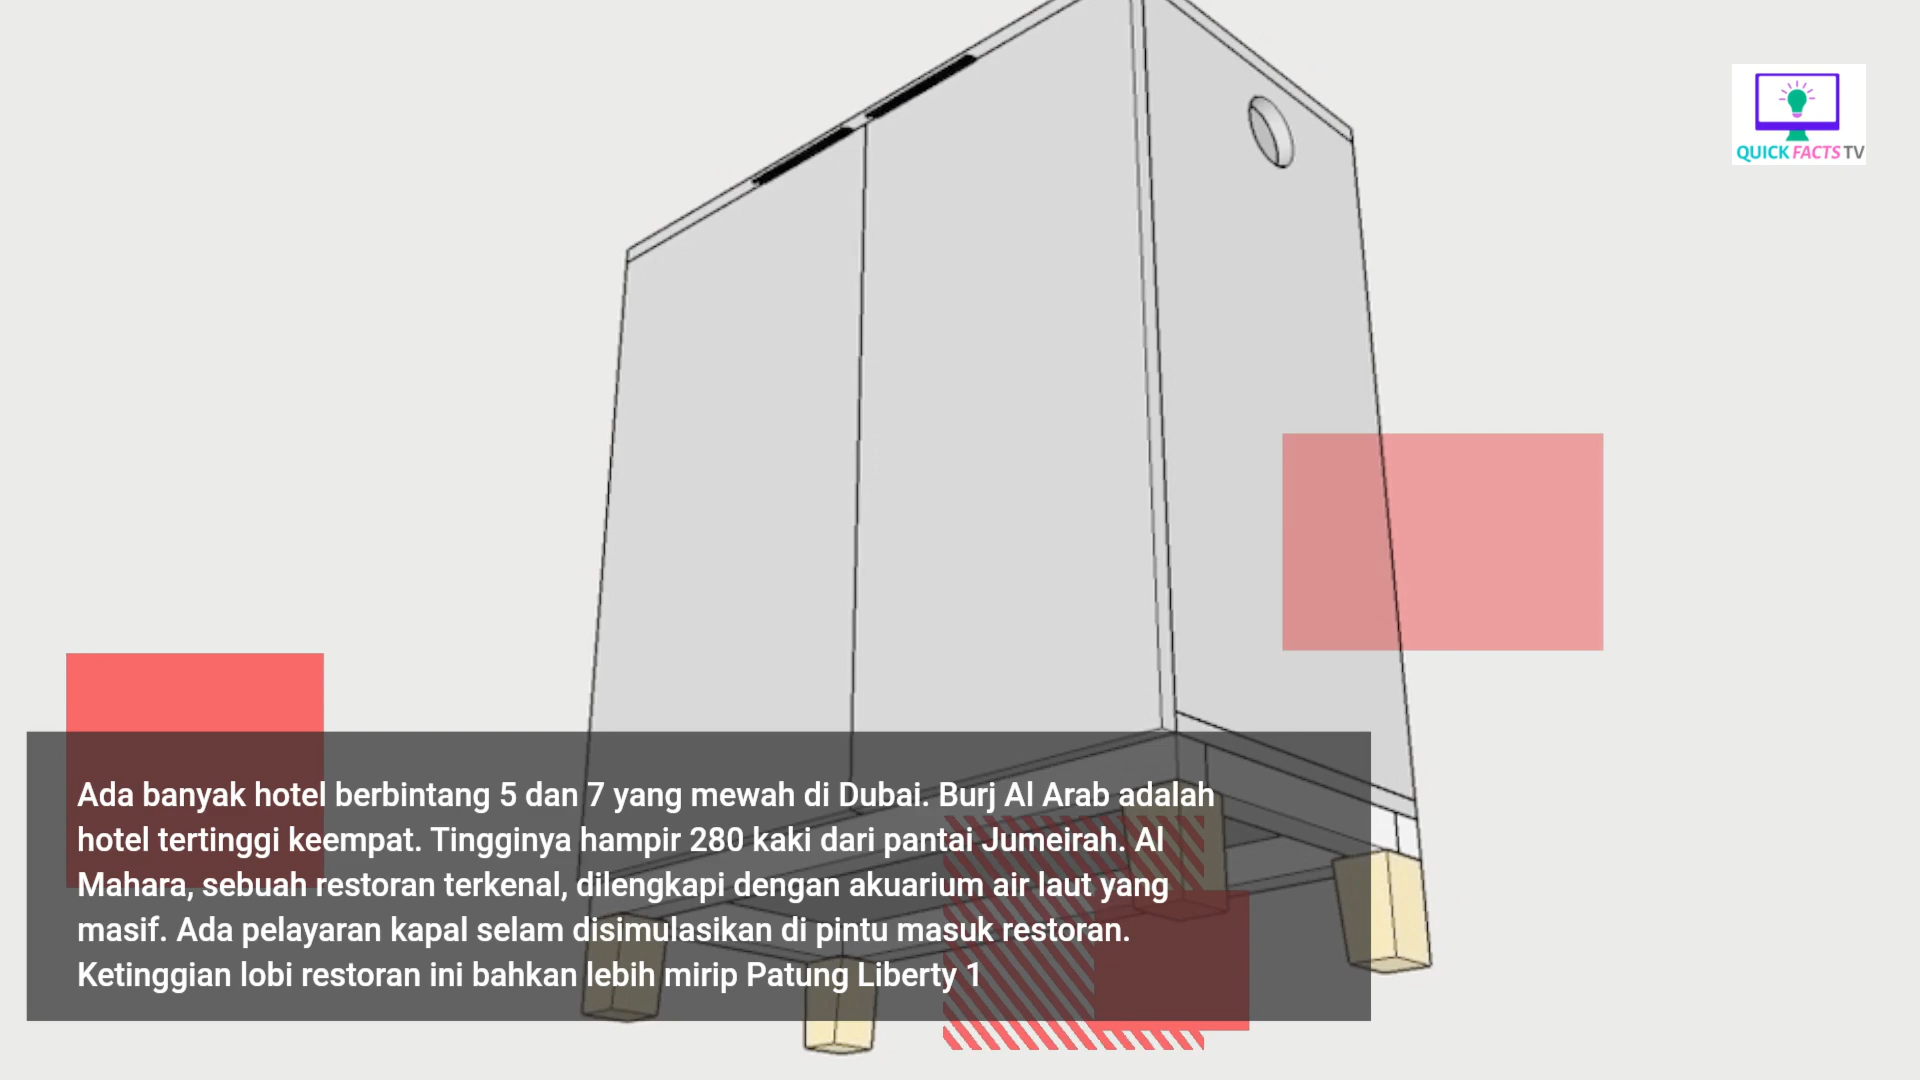 QUICK FACTS TV
Ada banyak hotel berbintang 5 dan 7 yang mewah di Dubai. Burj Al Arab adalah
hotel tertinggi keempat. Tingginya hampir 280 kaki dari pantai Jumeirah. Al
Mahara, sebuah restoran terkenal, dilengkapi dengan akuarium air laut yang
masif. Ada pelayaran kapal selam disimulasikan di pintu masuk restoran.
Ketinggian lobi restoran ini bahkan lebih mirip Patung Liberty 1